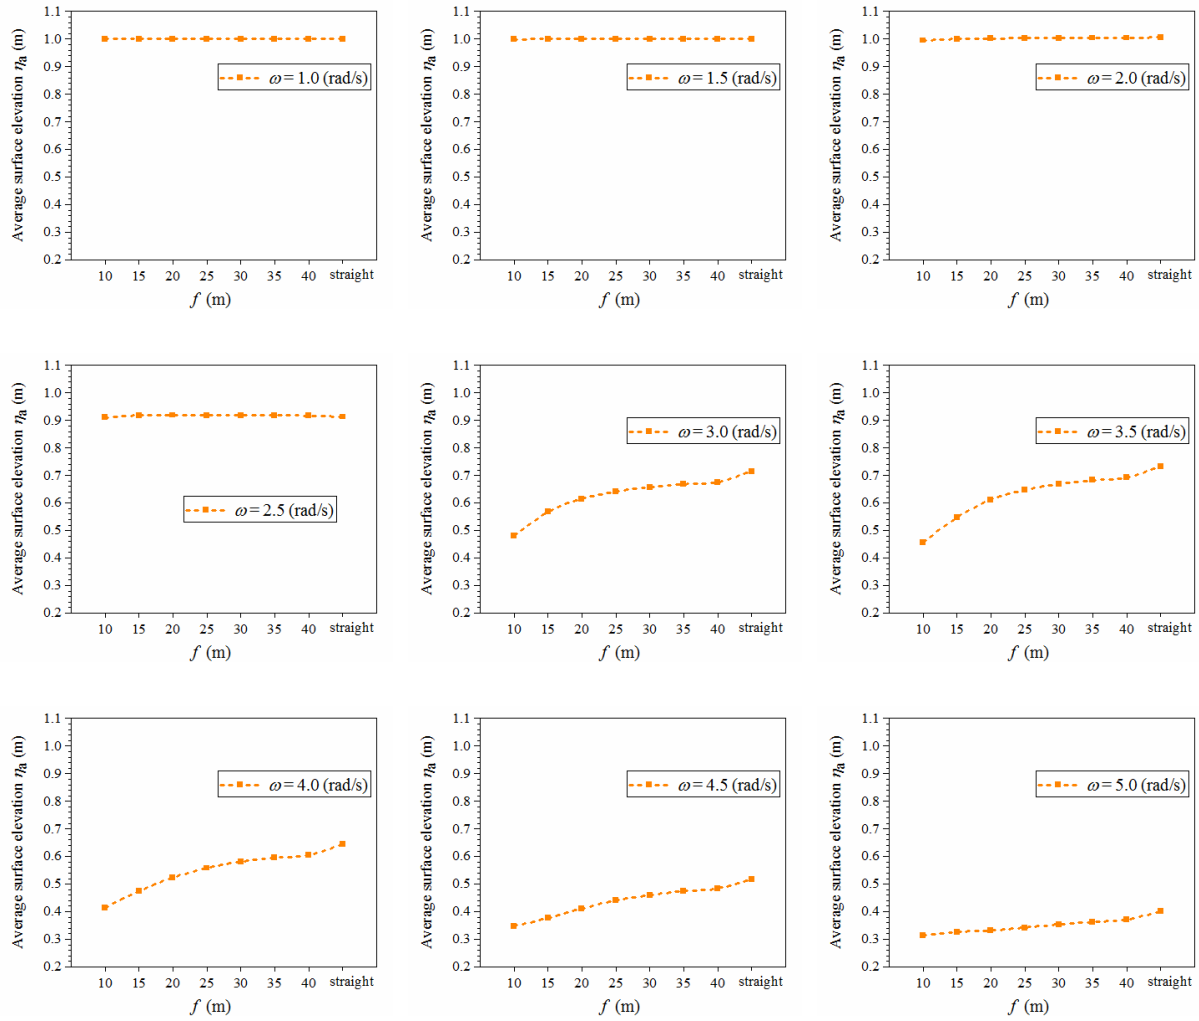 Average surface elevation ηa (m)
1.1
1.0
0.9
0.8
0.7
0.6
0.5
0.4
0.3
0.2
ω = 1.0 (rad/s)
10 15 20 25 30 35 40 straight
f (m)
Average surface elevation ηa (m)
1.1
1.0
0.9
0.8
0.7
0.6
0.5
0.4
0.3
0.2
ω = 1.5 (rad/s)
10 15 20 25 30 35 40 straight
f (m)
Average surface elevation ηa (m)
1.1
1.0
0.9
0.8
0.7
0.6
0.5
0.4
0.3
0.2
ω = 2.0 (rad/s)
10 15 20 25 30 35 40 straight
f (m)
Average surface elevation ηa (m)
1.1
1.0
0.9
0.8
0.7
0.6
0.5
0.4
0.3
0.2
ω = 2.5 (rad/s)
10 15 20 25 30 35 40 straight
f (m)
Average surface elevation ηa (m)
1.1
1.0
0.9
0.8
0.7
0.6
0.5
0.4
0.3
0.2
ω = 3.0 (rad/s)
10 15 20 25 30 35 40 straight
f (m)
Average surface elevation ηa (m)
1.1
1.0
0.9
0.8
0.7
0.6
0.5
0.4
0.3
0.2
ω = 3.5 (rad/s)
10 15 20 25 30 35 40 straight
f (m)
Average surface elevation ηa (m)
1.1
1.0
0.9
0.8
0.7
0.6
0.5
0.4
0.3
0.2
ω = 4.0 (rad/s)
10 15 20 25 30 35 40 straight
f (m)
Average surface elevation ηa (m)
1.1
1.0
0.9
0.8
0.7
0.6
0.5
0.4
0.3
0.2
ω = 4.5 (rad/s)
10 15 20 25 30 35 40 straight
f (m)
Average surface elevation ηa (m)
1.1
1.0
0.9
0.8
0.7
0.6
0.5
0.4
0.3
0.2
ω = 5.0 (rad/s)
10 15 20 25 30 35 40 straight
f (m)